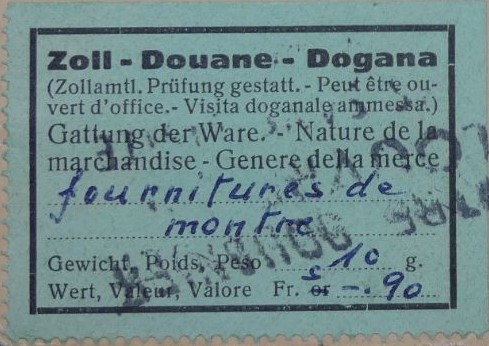 Zoll - Douane - Dogana
(Zollamtl. Prüfung gestatt. - Peut être ou-
vert d'office. - Visita doganale ammessa.)
Gattung der Ware. - Nature de la
marchandise - Genere della merce
fournitures de
montre
Gewicht, Poids, Peso 10 g.
Wert, Valeur, Valore Fr. or -.90